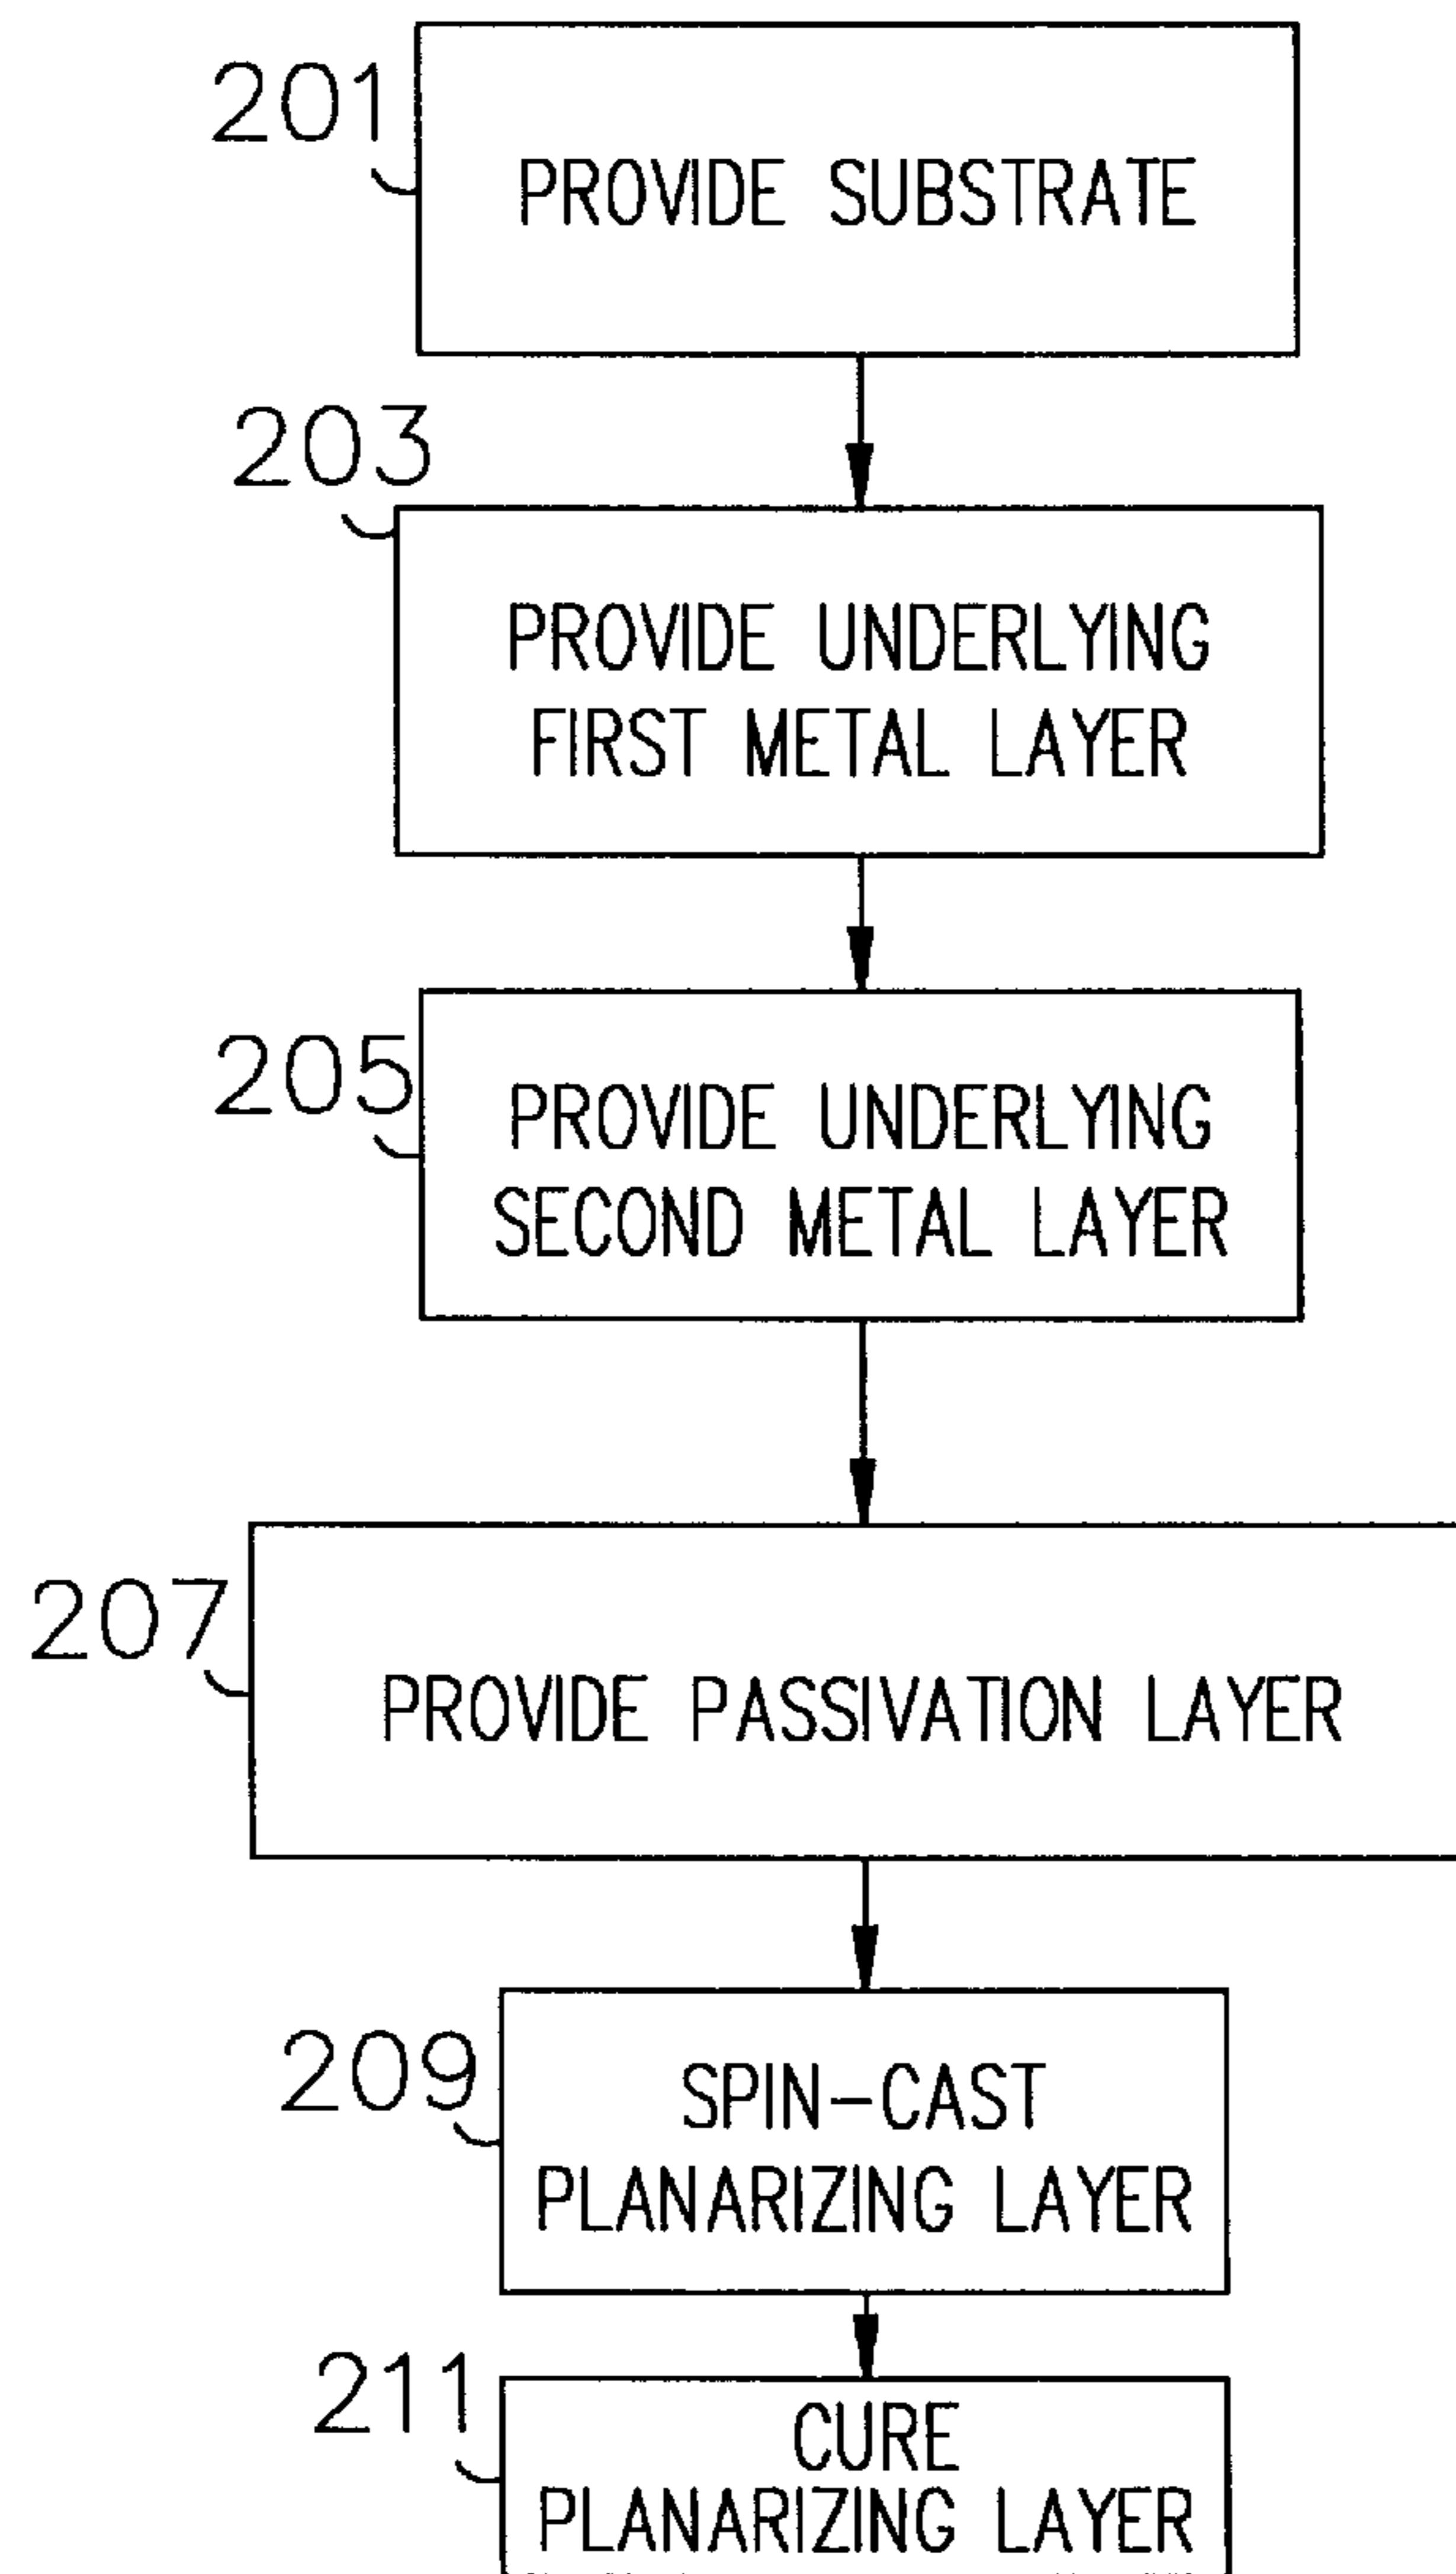 201
PROVIDE SUBSTRATE
203
PROVIDE UNDERLYING
FIRST METAL LAYER
205
PROVIDE UNDERLYING
SECOND METAL LAYER
207
PROVIDE PASSIVATION LAYER
209
SPIN-CAST
PLANARIZING LAYER
211
CURE
PLANARIZING LAYER